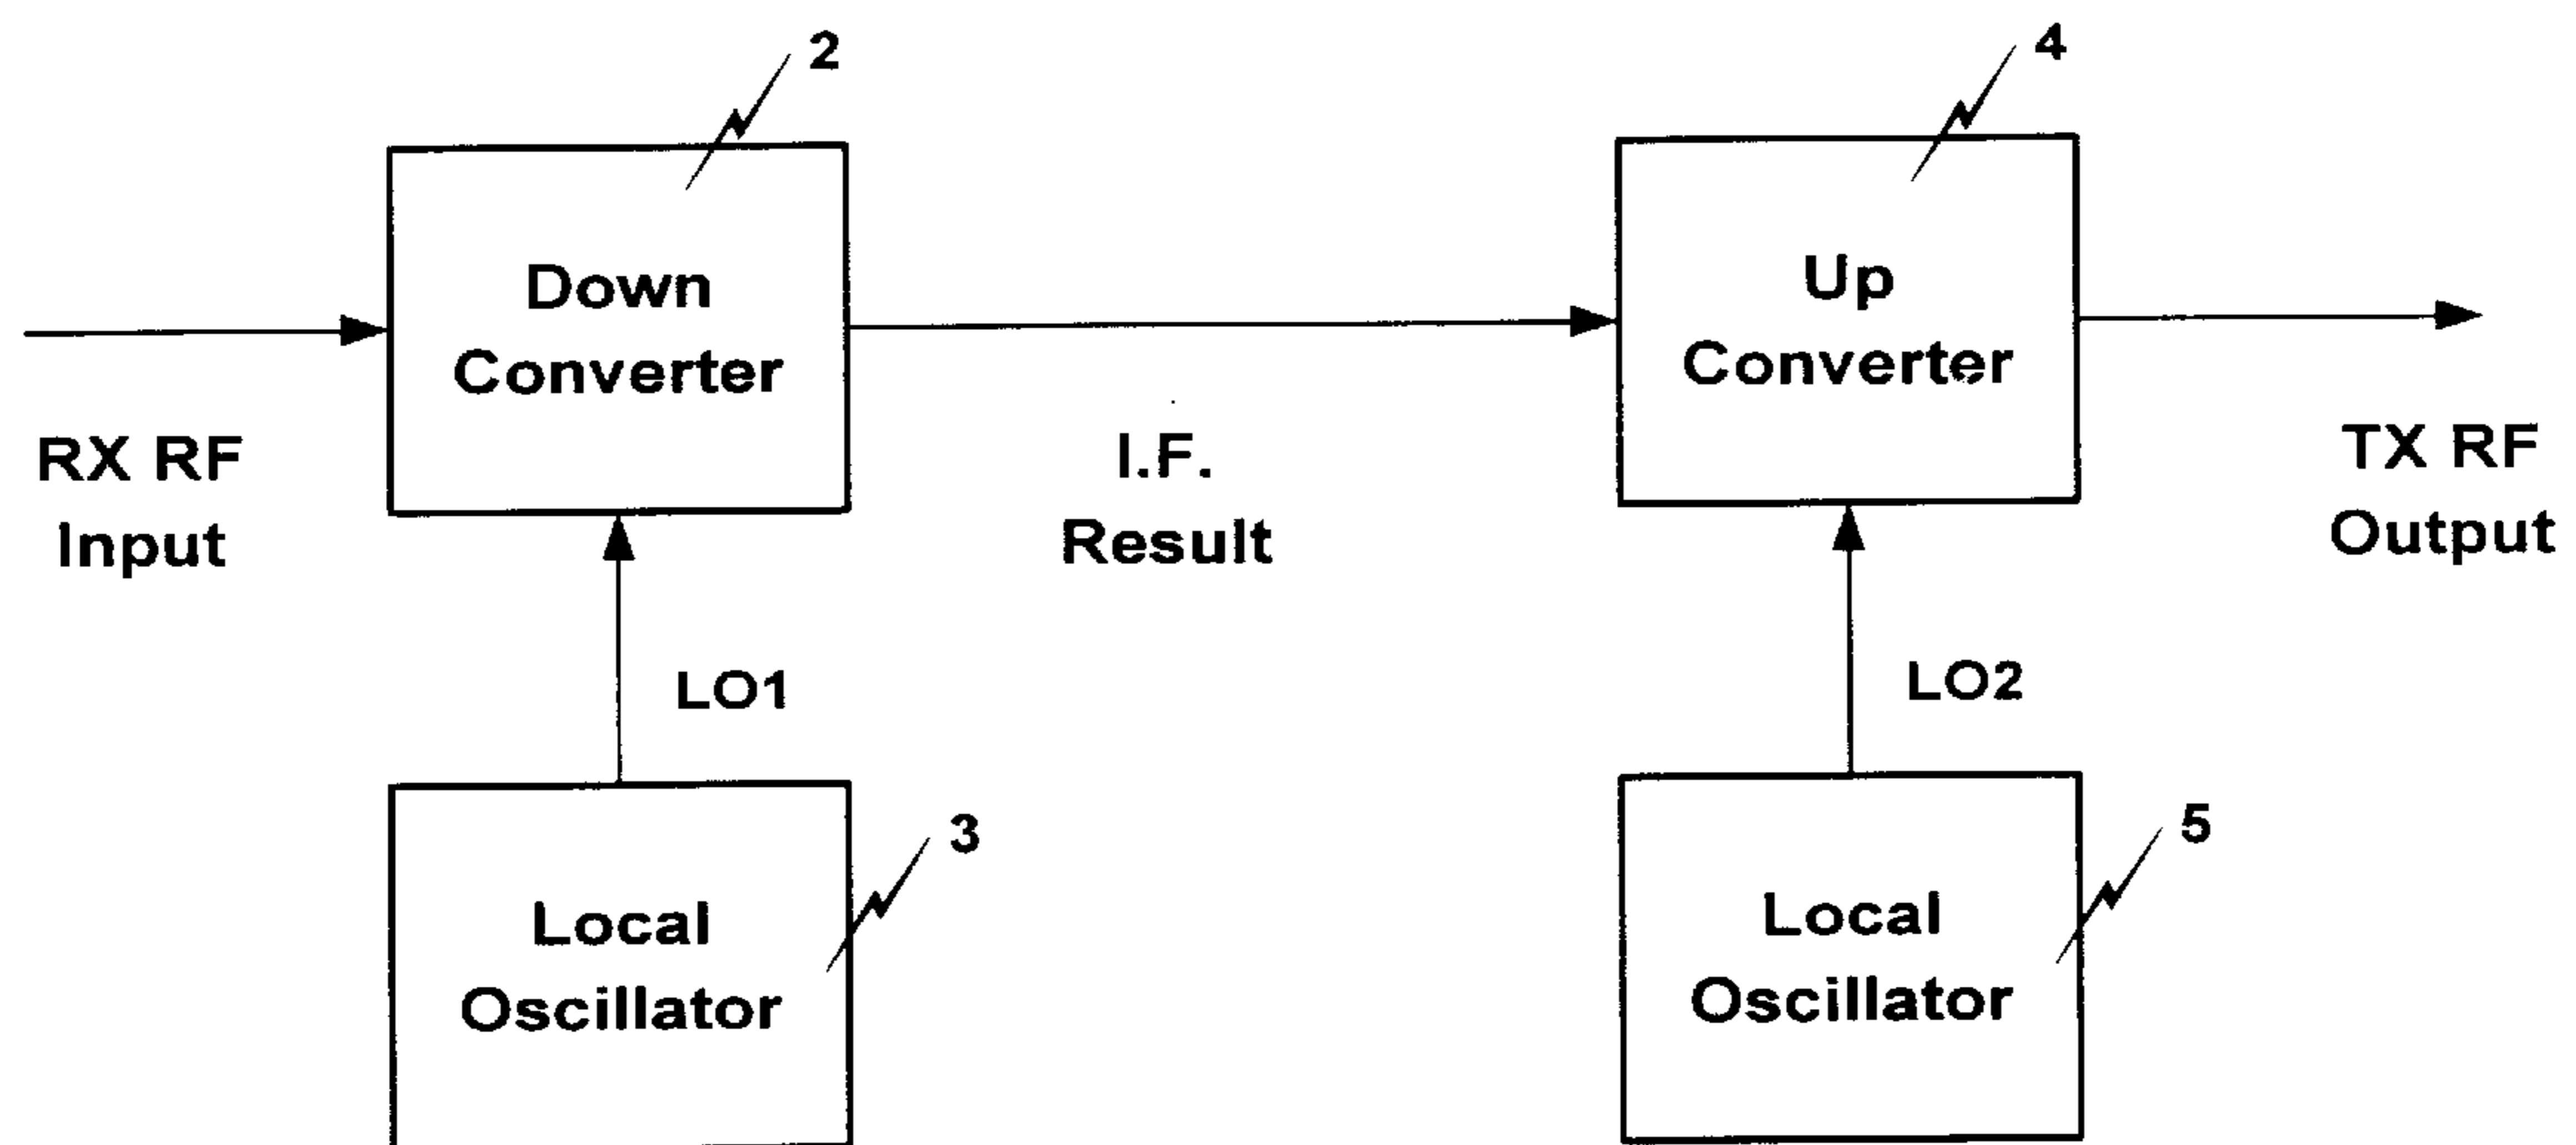 2
4
Down
Converter
Up
Converter
RX RF
Input
I.F.
Result
TX RF
Output
LO1
LO2
3
5
Local
Oscillator
Local
Oscillator